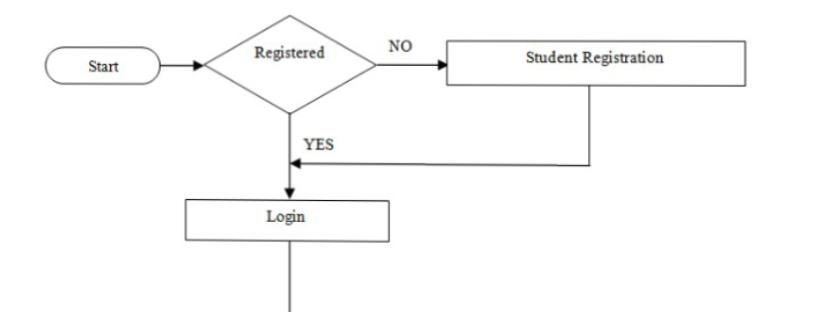 Start
Registered
NO
Student Registration
YES
Login